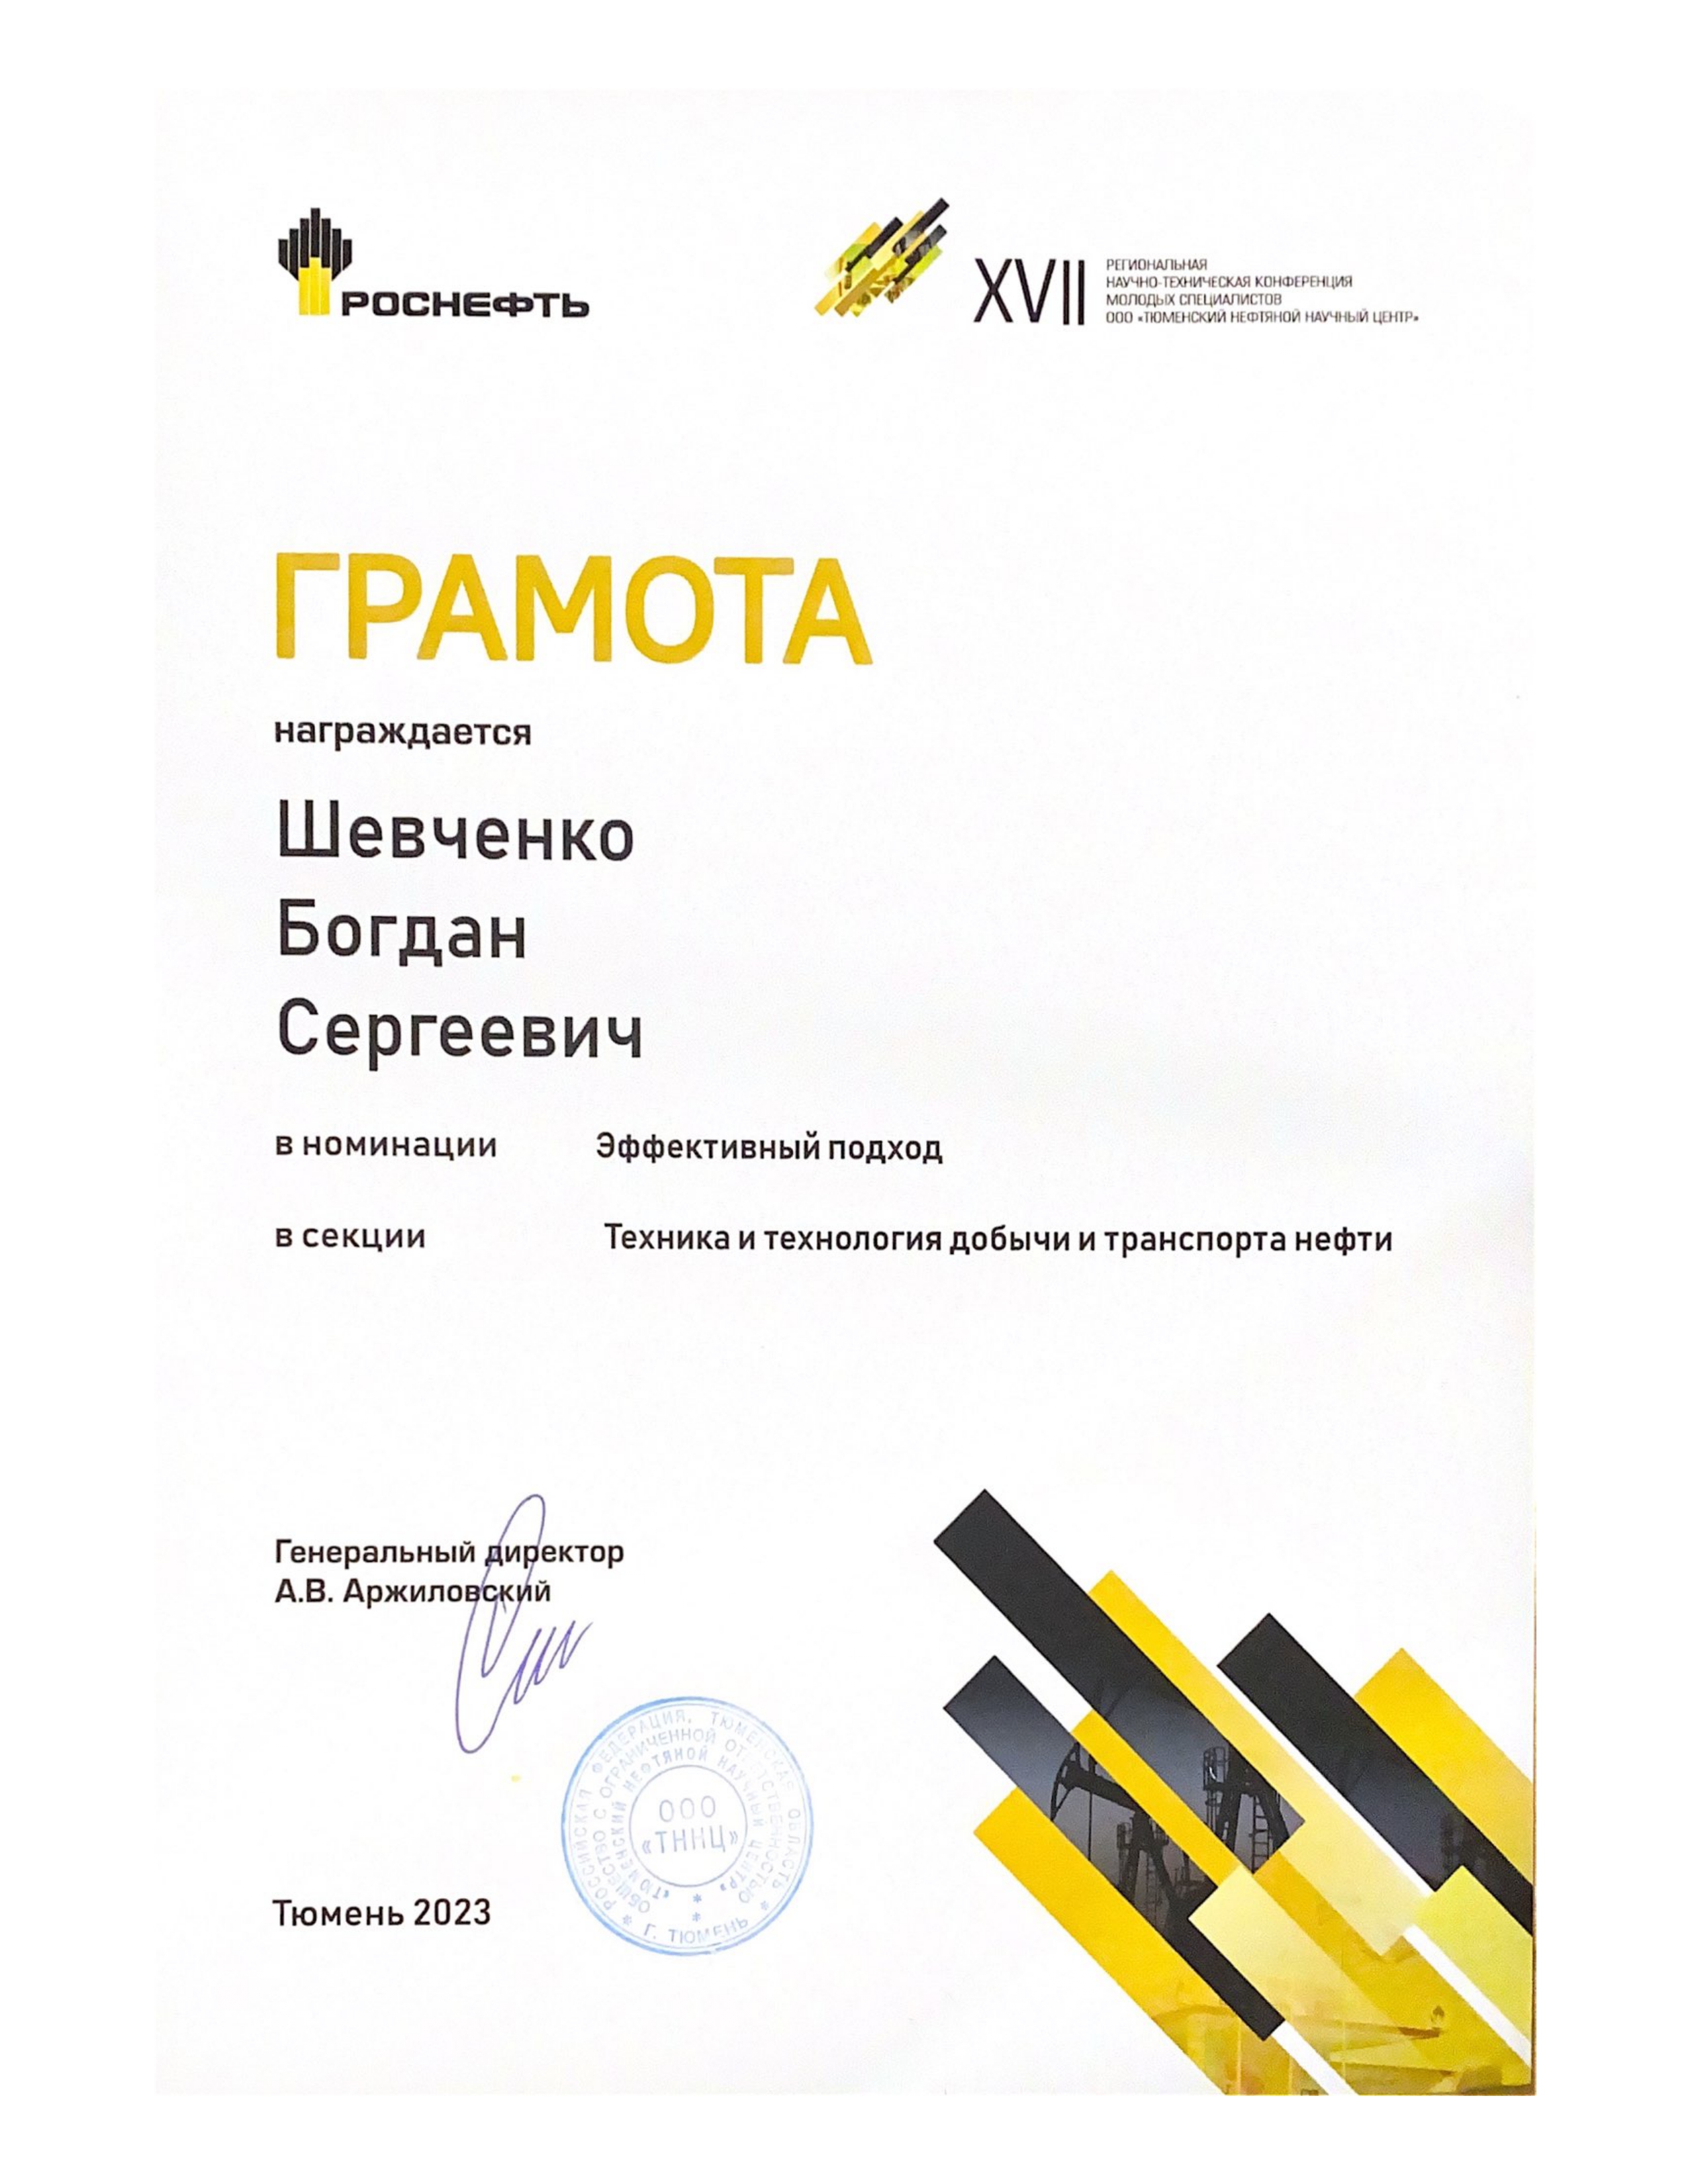 РОСНЕФТЬ
XVII
РЕГИОНАЛЬНАЯ
НАУЧНО-ТЕХНИЧЕСКАЯ КОНФЕРЕНЦИЯ
МОЛОДЫХ СПЕЦИАЛИСТОВ
ООО «ТЮМЕНСКИЙ НЕФТЯНОЙ НАУЧНЫЙ ЦЕНТР»
ГРАМОТА
награждается
Шевченко
Богдан
Сергеевич
в номинации Эффективный подход
в секции Техника и технология добычи и транспорта нефти
Генеральный директор
А.В. Аржиловский
РОССИЙСКАЯ ФЕДЕРАЦИЯ, ТЮМЕНСКАЯ ОБЛАСТЬ
Г. ТЮМЕНЬ
ОБЩЕСТВО С ОГРАНИЧЕННОЙ ОТВЕТСТВЕННОСТЬЮ
«ТЮМЕНСКИЙ НЕФТЯНОЙ НАУЧНЫЙ ЦЕНТР»
ООО
«ТННЦ»
Тюмень 2023